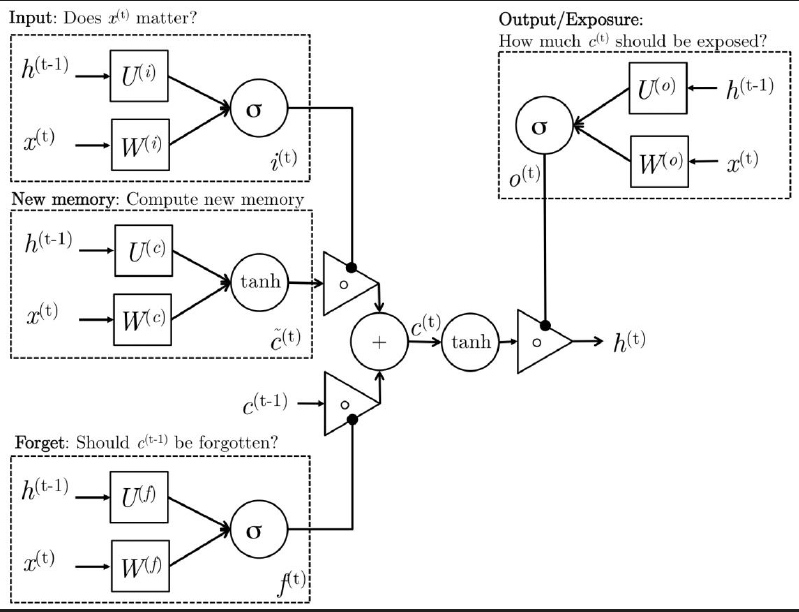 Input: Does x(t) matter?
h(t-1)
U(i)
σ
x(t)
W(i)
i(t)
New memory: Compute new memory
h(t-1)
U(c)
tanh
x(t)
W(c)
c̃(t)
Output/Exposure:
How much c(t) should be exposed?
U(o)
h(t-1)
σ
W(o)
x(t)
o(t)
+
c(t)
tanh
h(t)
c(t-1)
Forget: Should c(t-1) be forgotten?
h(t-1)
U(f)
σ
x(t)
W(f)
f(t)